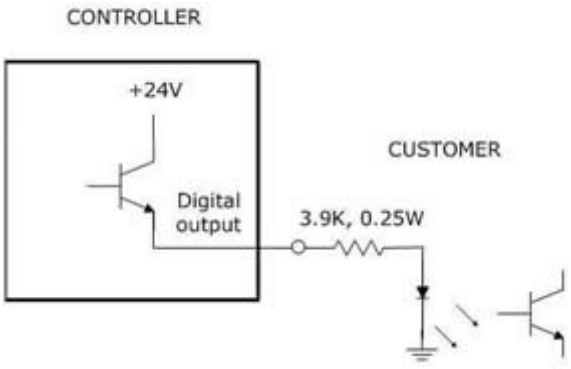 CONTROLLER
+24V
CUSTOMER
Digital
output
3.9K, 0.25W